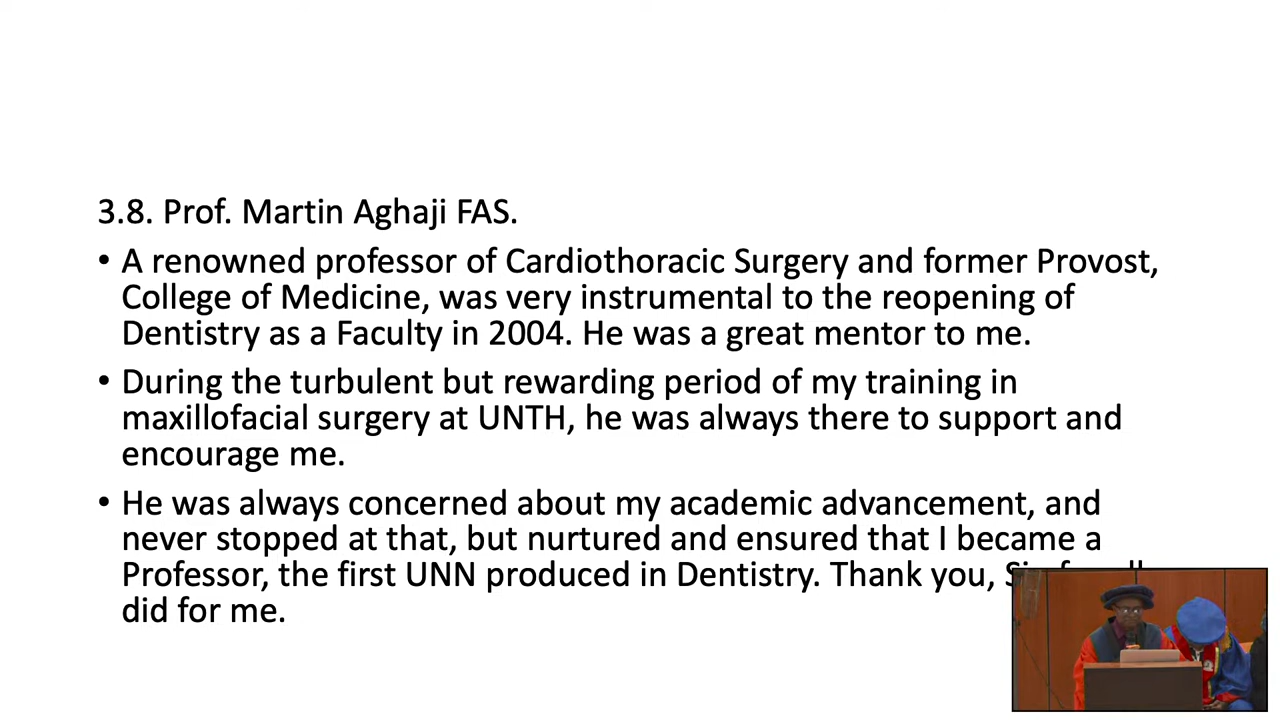 3.8. Prof. Martin Aghaji FAS.
• A renowned professor of Cardiothoracic Surgery and former Provost,
College of Medicine, was very instrumental to the reopening of
Dentistry as a Faculty in 2004. He was a great mentor to me.
• During the turbulent but rewarding period of my training in
maxillofacial surgery at UNTH, he was always there to support and
encourage me.
• He was always concerned about my academic advancement, and
never stopped at that, but nurtured and ensured that I became a
Professor, the first UNN produced in Dentistry. Thank you,
did for me.